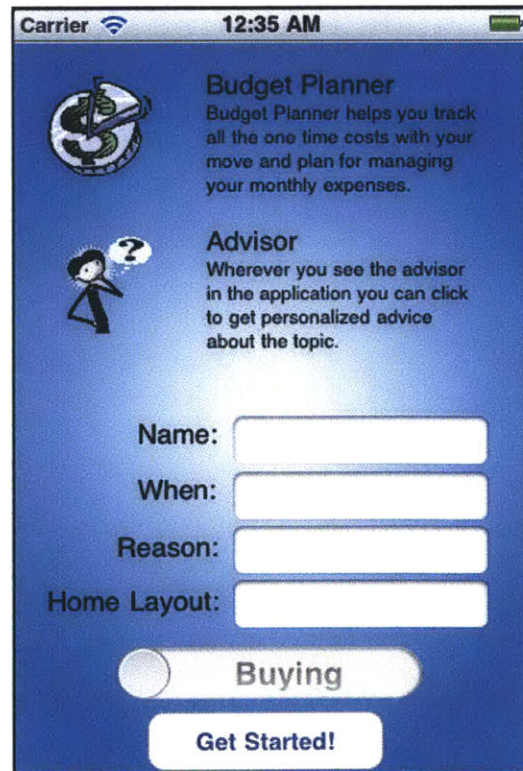 Carrier 12:35 AM
Budget Planner
Budget Planner helps you track
all the one time costs with your
move and plan for managing
your monthly expenses.
?
Advisor
Wherever you see the advisor
in the application you can click
to get personalized advice
about the topic.
Name:
When:
Reason:
Home Layout:
Buying
Get Started!